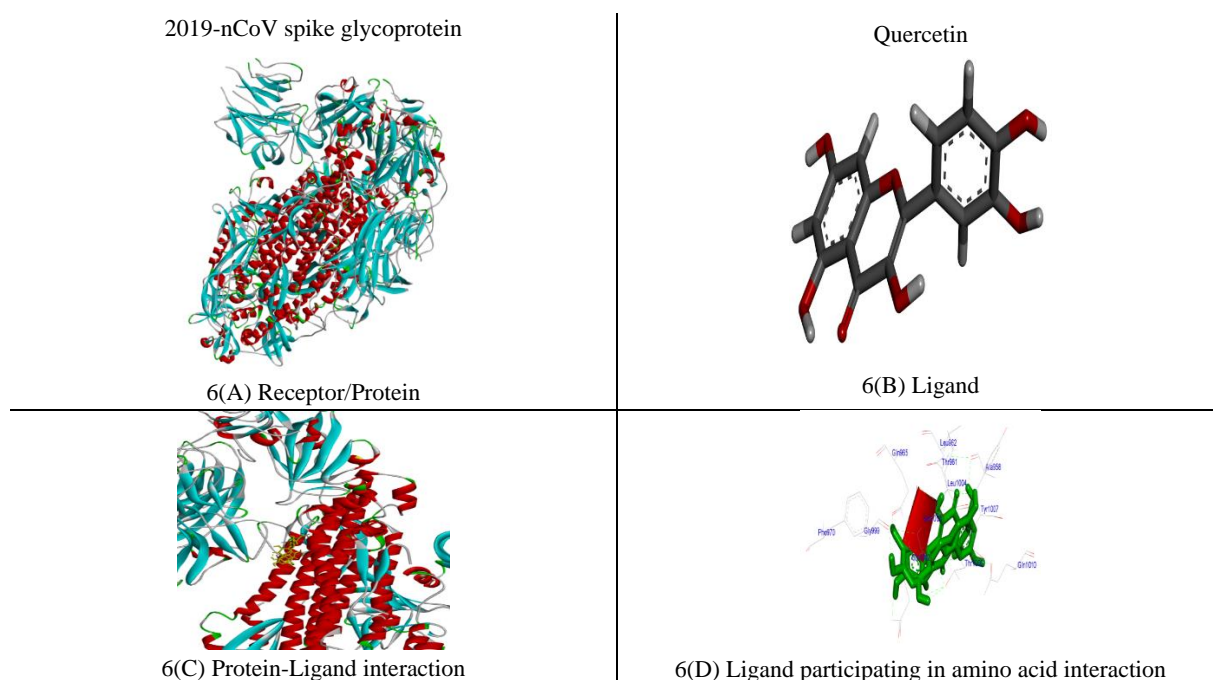 2019-nCoV spike glycoprotein
Quercetin
6(A) Receptor/Protein
6(B) Ligand
Leu962
Gln965
Thr961
Ala958
Leu1004
Tyr1007
Phe970
Gly999
Gln1010
6(C) Protein-Ligand interaction
6(D) Ligand participating in amino acid interaction